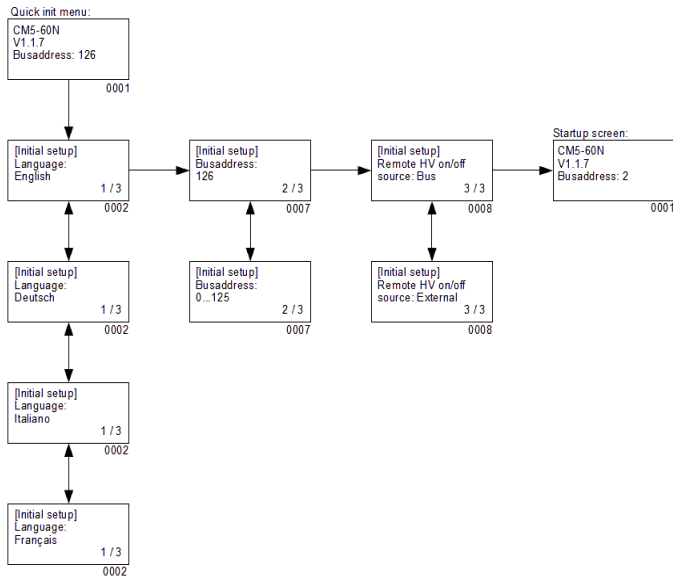 Quick init menu:
CM5-60N
V1.1.7
Busaddress: 126
0001
[Initial setup]
Language:
English
1 / 3
0002
[Initial setup]
Busaddress:
126
2 / 3
0007
[Initial setup]
Remote HV on/off
source: Bus
3 / 3
0008
Startup screen:
CM5-60N
V1.1.7
Busaddress: 2
0001
[Initial setup]
Language:
Deutsch
1 / 3
0002
[Initial setup]
Busaddress:
0...125
2 / 3
0007
[Initial setup]
Remote HV on/off
source: External
3 / 3
0008
[Initial setup]
Language:
Italiano
1 / 3
0002
[Initial setup]
Language:
Français
1 / 3
0002